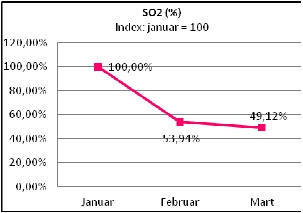 SO2 (%)
Index: januar = 100
120,00%
100,00%
80,00%
60,00%
40,00%
20,00%
0,00%
100,00%
53,94%
49,12%
Januar
Februar
Mart